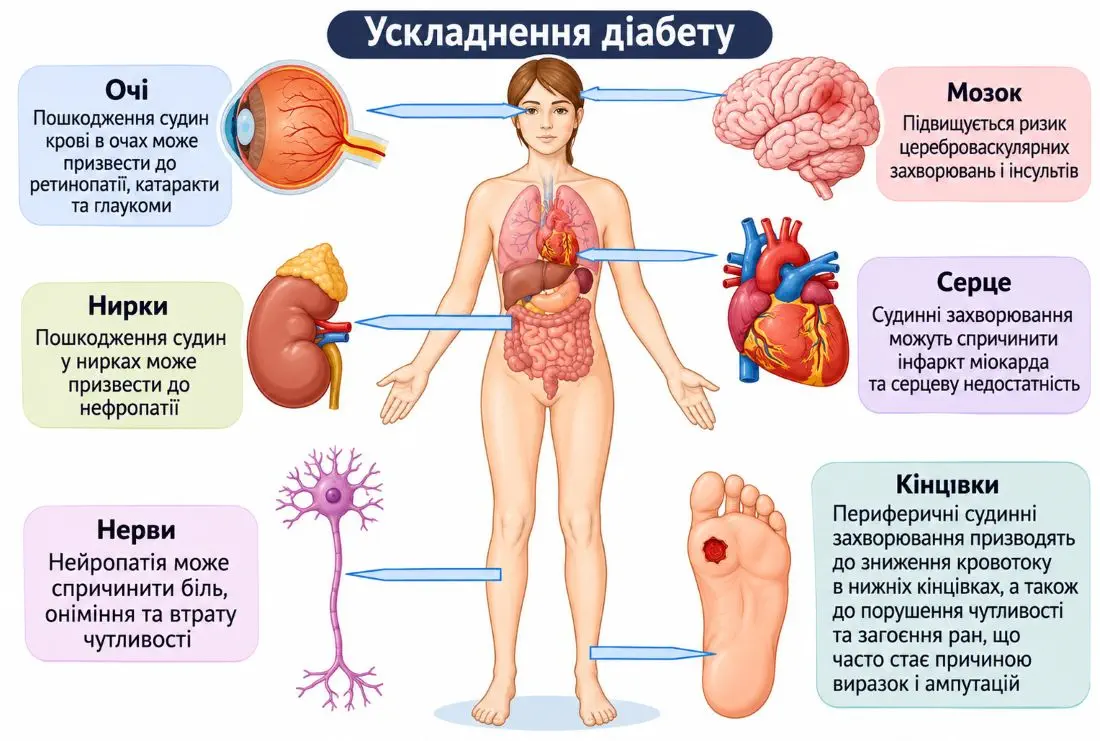 Ускладнення діабету
Очі
Пошкодження судин
крові в очах може
призвести до
ретинопатії, катаракти
та глаукоми
Мозок
Підвищується ризик
цереброваскулярних
захворювань і інсультів
Нирки
Пошкодження судин
у нирках може
призвести до
нефропатії
Серце
Судинні захворювання
можуть спричинити
інфаркт міокарда
та серцеву недостатність
Нерви
Нейропатія може
спричинити біль,
оніміння та втрату
чутливості
Кінцівки
Периферичні судинні
захворювання призводять
до зниження кровотоку
в нижніх кінцівках, а також
до порушення чутливості
та загоєння ран, що
часто стає причиною
виразок і ампутацій